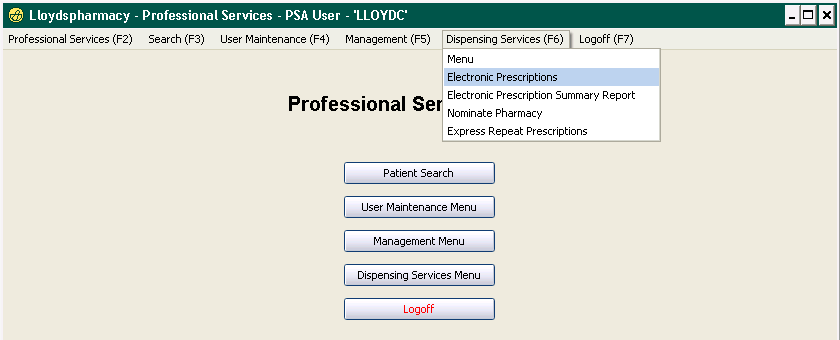 Lloydspharmacy - Professional Services - PSA User - 'LLOYDC'
Professional Services (F2) Search (F3) User Maintenance (F4) Management (F5) Dispensing Services (F6) Logoff (F7)
Menu
Electronic Prescriptions
Electronic Prescription Summary Report
Nominate Pharmacy
Express Repeat Prescriptions
Professional Ser
Patient Search
User Maintenance Menu
Management Menu
Dispensing Services Menu
Logoff